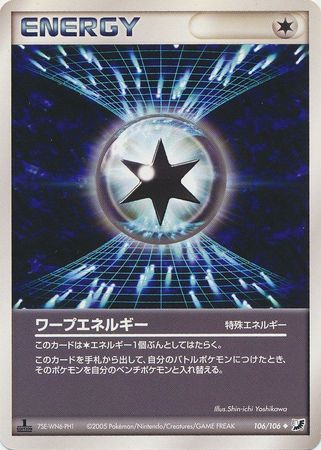 ENERGY
ワープエネルギー 特殊エネルギー
このカードは✶エネルギー1個ぶんとしてはたらく。
このカードを手札から出して、自分のバトルポケモンにつけたとき、
そのポケモンを自分のベンチポケモンと入れ替える。
Illus.Shin-ichi Yoshikawa
1 EDITION 7SE-WN6-PH1 ©2005 Pokémon/Nintendo/Creatures/GAME FREAK 106/106 ◆